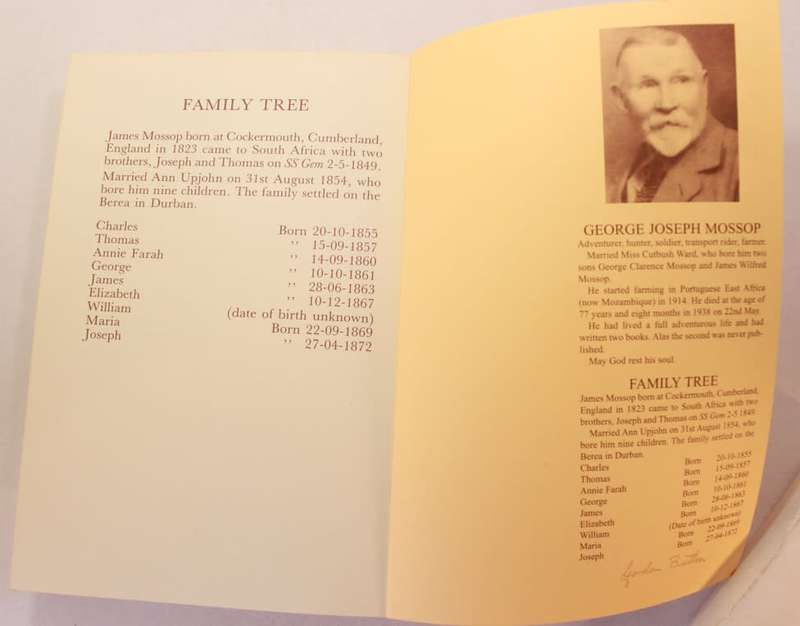 FAMILY TREE
James Mossop born at Cockermouth, Cumberland,
England in 1823 came to South Africa with two
brothers, Joseph and Thomas on SS Gem 2-5-1849.
Married Ann Upjohn on 31st August 1854, who
bore him nine children. The family settled on the
Berea in Durban.
Charles Born 20-10-1855
Thomas ,, 15-09-1857
Annie Farah ,, 14-09-1860
George ,, 10-10-1861
James ,, 28-06-1863
Elizabeth ,, 10-12-1867
William (date of birth unknown)
Maria Born 22-09-1869
Joseph ,, 27-04-1872
GEORGE JOSEPH MOSSOP
Adventurer, hunter, soldier, transport rider, farmer.
Married Miss Cutbush Ward, who bore him two
sons George Clarence Mossop and James Wilfred
Mossop.
He started farming in Portuguese East Africa
(now Mozambique) in 1914. He died at the age of
77 years and eight months in 1938 on 22nd May.
He had lived a full adventurous life and had
written two books. Alas the second was never pub-
lished.
May God rest his soul.
FAMILY TREE
James Mossop born at Cockermouth, Cumberland,
England in 1823 came to South Africa with two
brothers, Joseph and Thomas on SS Gem 2-5 1849.
Married Ann Upjohn on 31st August 1854, who
bore him nine children. The family settled on the
Berea in Durban.
Charles Born 20-10-1855
Thomas Born 15-09-1857
Annie Farah Born 14-09-1860
George Born 10-10-1861
James Born 28-06-1863
Elizabeth Born 10-12-1867
William (Date of birth unknown)
Maria Born 22-09-1869
Joseph Born 27-04-1872
Gordon